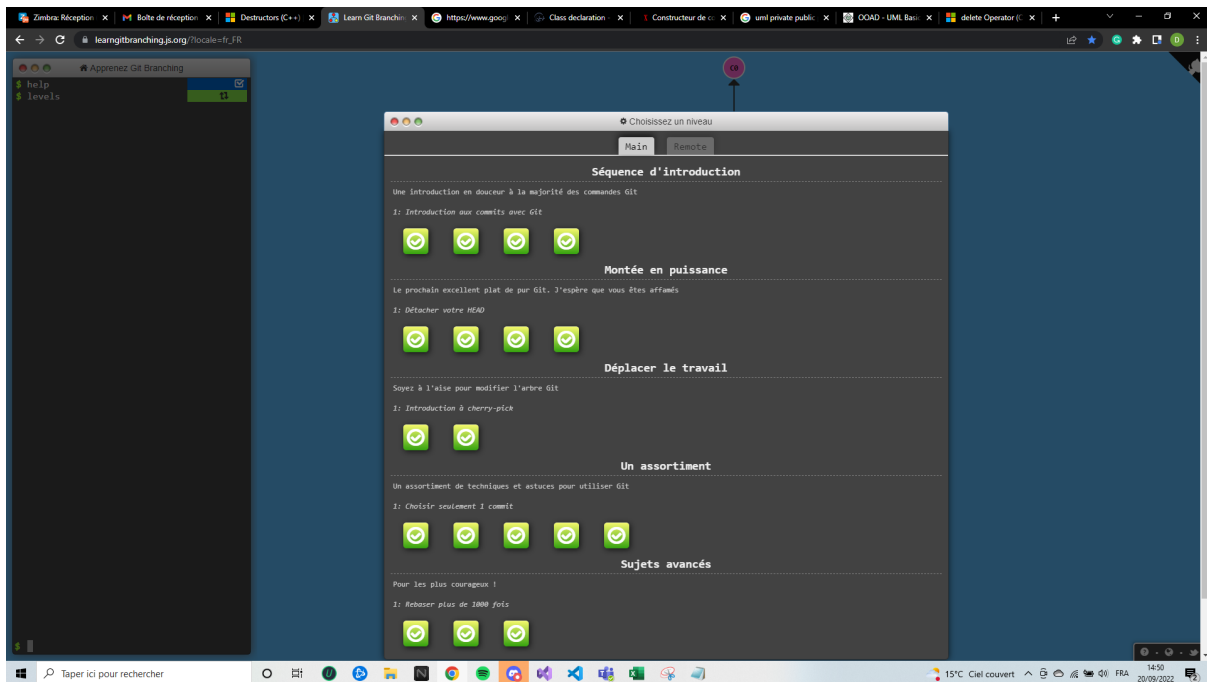 Zimbra: Réception
Boîte de réception
Destructors (C++)
Learn Git Branchin
https://www.googl
Class declaration -
Constructeur de co
uml private public
OOAD - UML Basic
delete Operator (C
learngitbranching.js.org/?locale=fr_FR
D
Apprenez Git Branching
$ help
$ levels
C0
Choisissez un niveau
Main Remote
Séquence d'introduction
Une introduction en douceur à la majorité des commandes Git
1: Introduction aux commits avec Git
Montée en puissance
Le prochain excellent plat de pur Git. J'espère que vous êtes affamés
1: Détacher votre HEAD
Déplacer le travail
Soyez à l'aise pour modifier l'arbre Git
1: Introduction à cherry-pick
Un assortiment
Un assortiment de techniques et astuces pour utiliser Git
1: Choisir seulement 1 commit
Sujets avancés
Pour les plus courageux !
1: Rebaser plus de 1000 fois
$
Taper ici pour rechercher
15°C Ciel couvert
FRA
14:50
20/09/2022